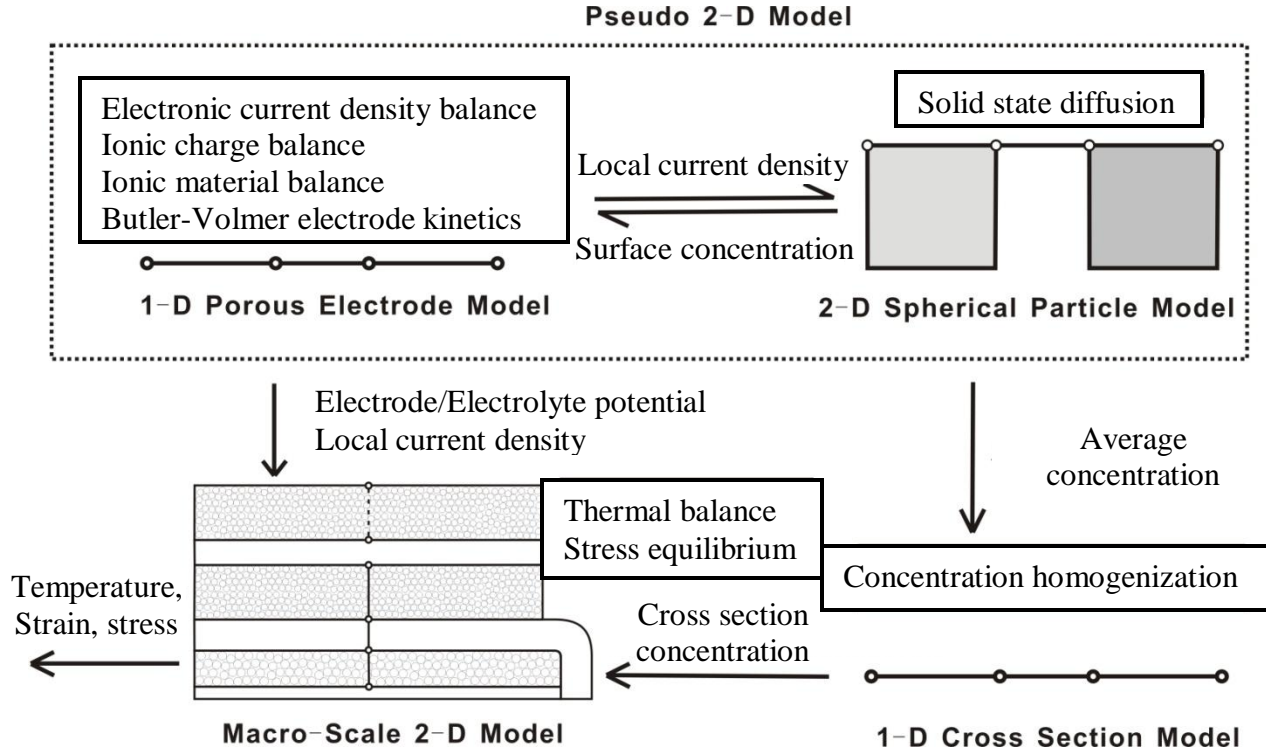 Pseudo 2-D Model
Electronic current density balance
Ionic charge balance
Ionic material balance
Butler-Volmer electrode kinetics
1-D Porous Electrode Model
Local current density
Surface concentration
Solid state diffusion
2-D Spherical Particle Model
Electrode/Electrolyte potential
Local current density
Average
concentration
Thermal balance
Stress equilibrium
Concentration homogenization
Temperature,
Strain, stress
Cross section
concentration
Macro-Scale 2-D Model
1-D Cross Section Model